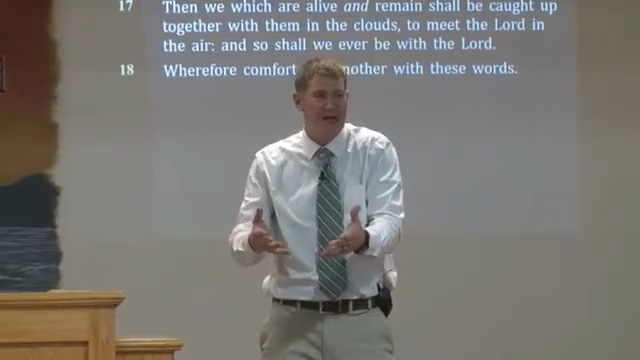 17 Then we which are alive and remain shall be caught up
together with them in the clouds, to meet the Lord in
the air: and so shall we ever be with the Lord.
18 Wherefore comfort nother with these words.